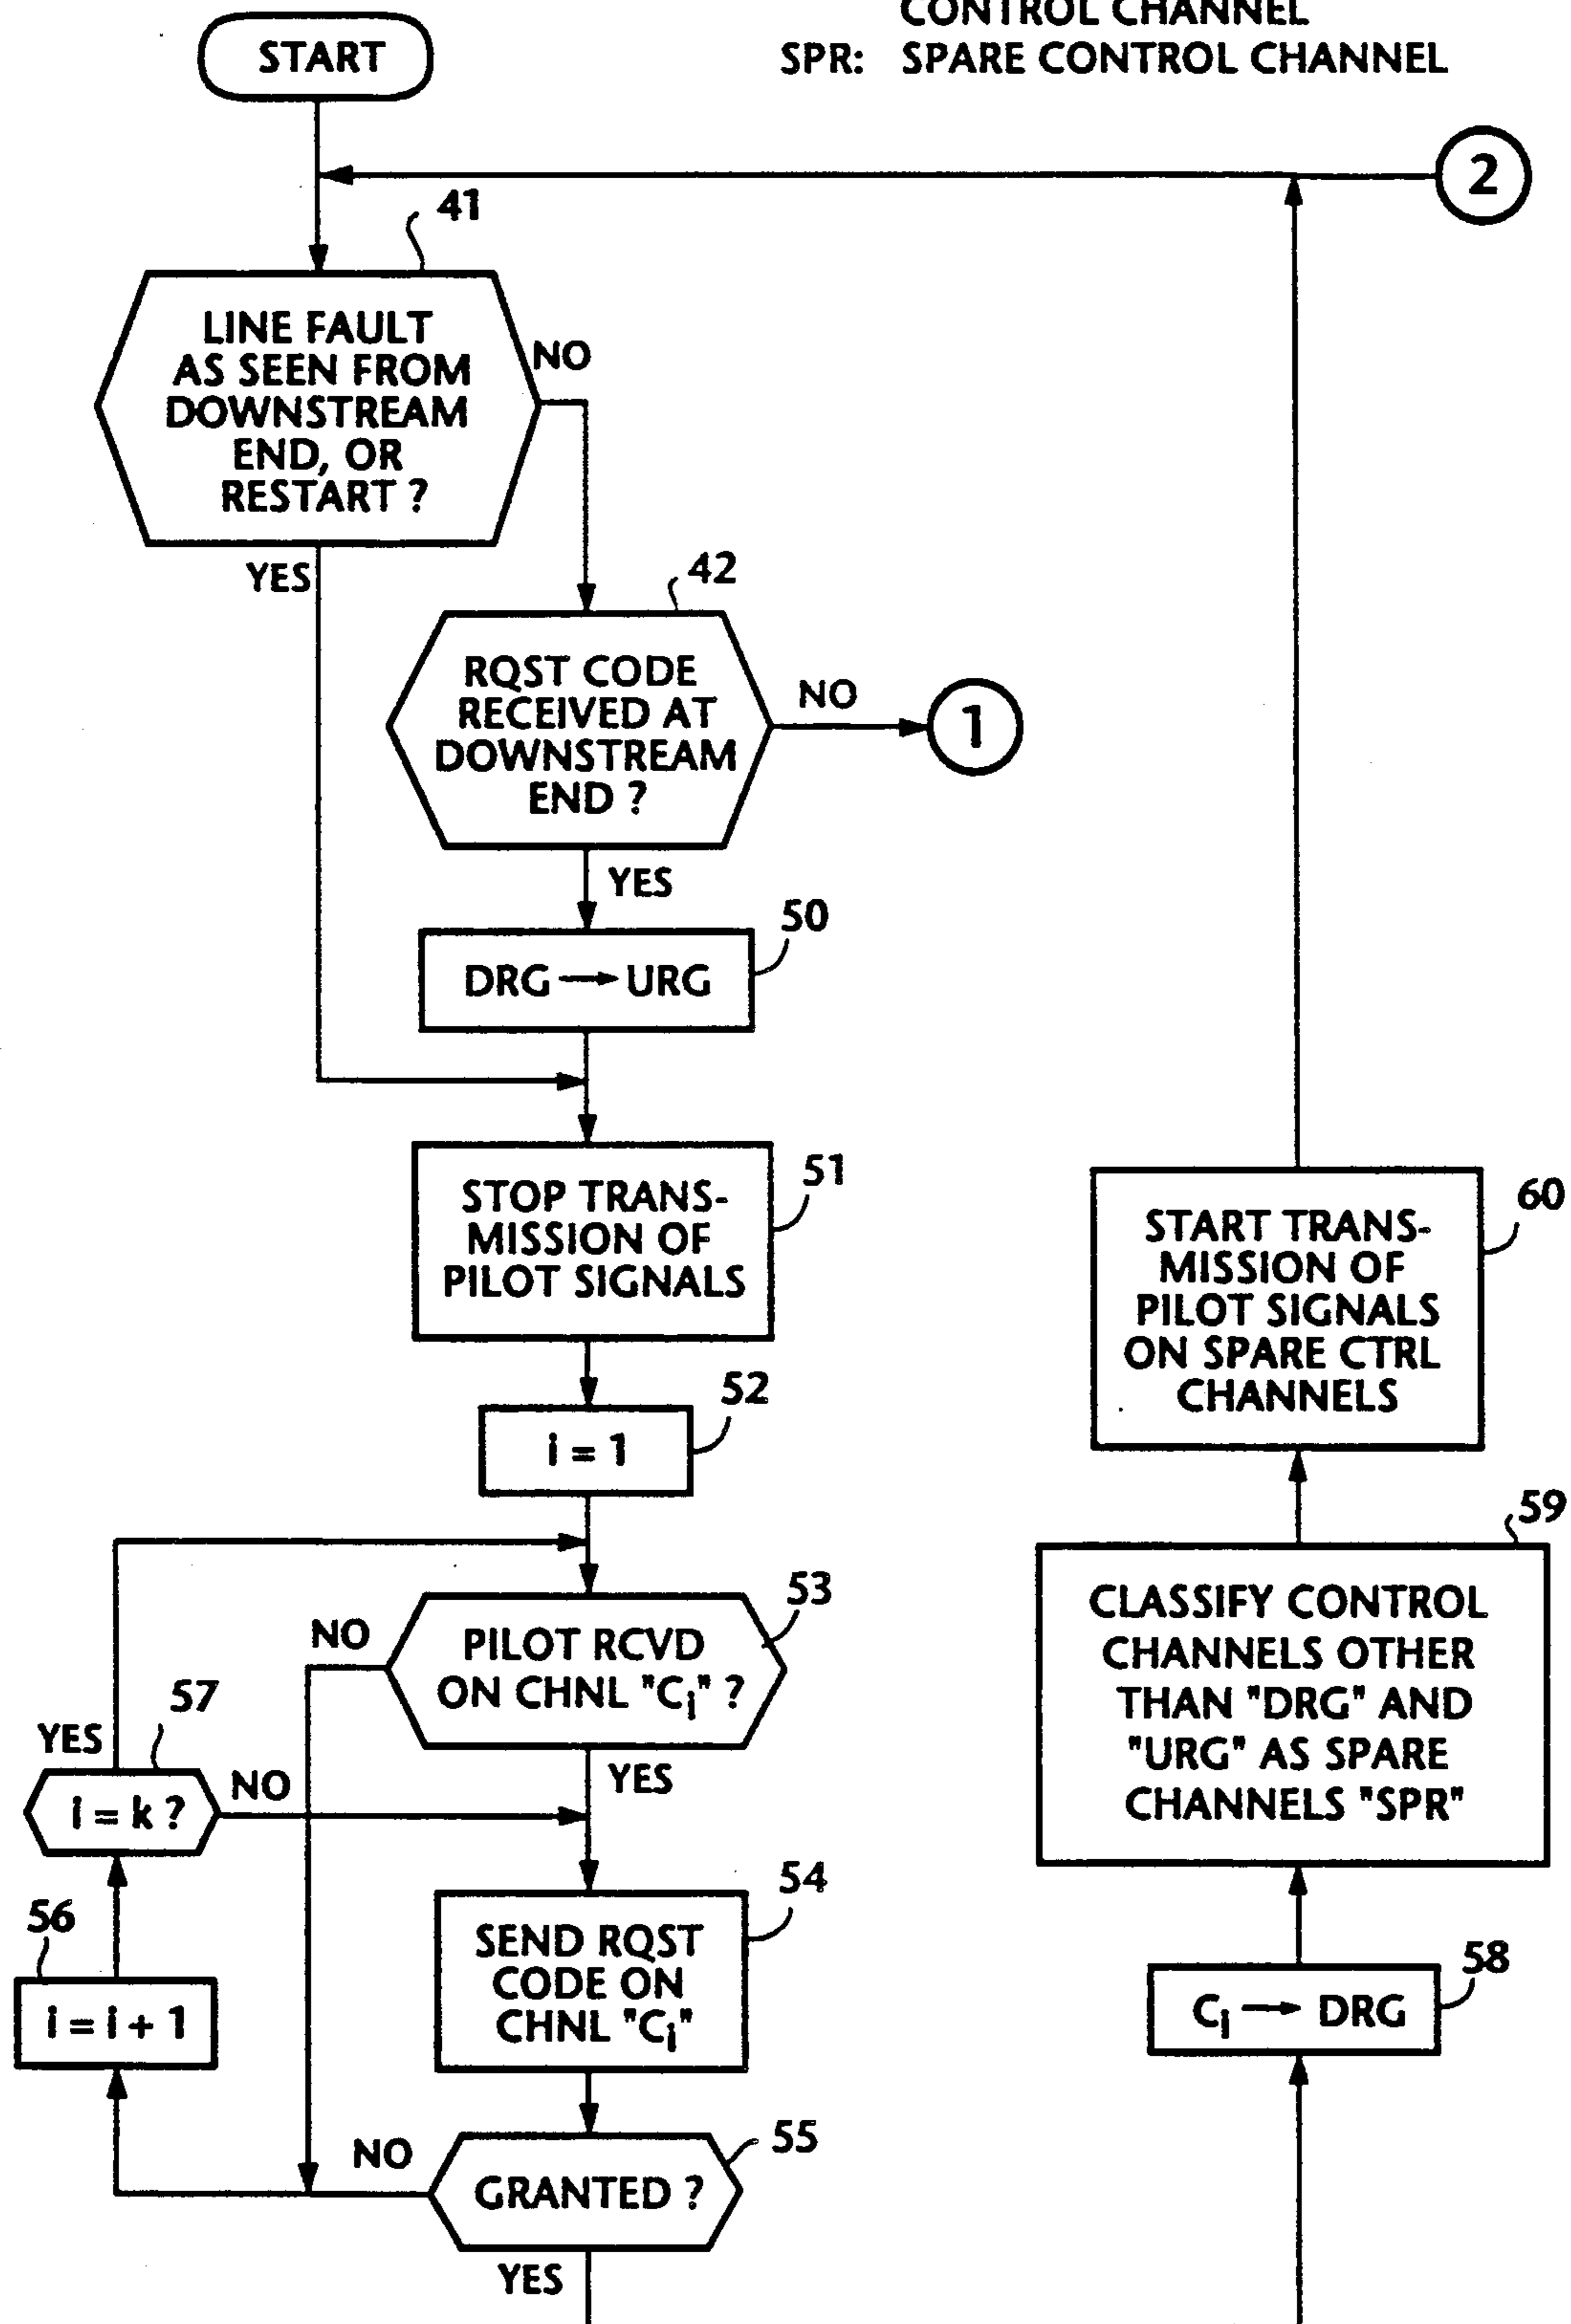 CONTROL CHANNEL
SPR: SPARE CONTROL CHANNEL
START
2
41
LINE FAULT
AS SEEN FROM
DOWNSTREAM
END, OR
RESTART ?
NO
YES
42
RQST CODE
RECEIVED AT
DOWNSTREAM
END ?
NO
1
YES
50
DRG → URG
51
STOP TRANS-
MISSION OF
PILOT SIGNALS
52
i = 1
53
PILOT RCVD
ON CHNL "Ci" ?
NO
YES
57
YES
i = k ?
NO
56
i = i + 1
54
SEND RQST
CODE ON
CHNL "Ci"
55
GRANTED ?
NO
YES
60
START TRANS-
MISSION OF
PILOT SIGNALS
ON SPARE CTRL
CHANNELS
59
CLASSIFY CONTROL
CHANNELS OTHER
THAN "DRG" AND
"URG" AS SPARE
CHANNELS "SPR"
58
Ci → DRG